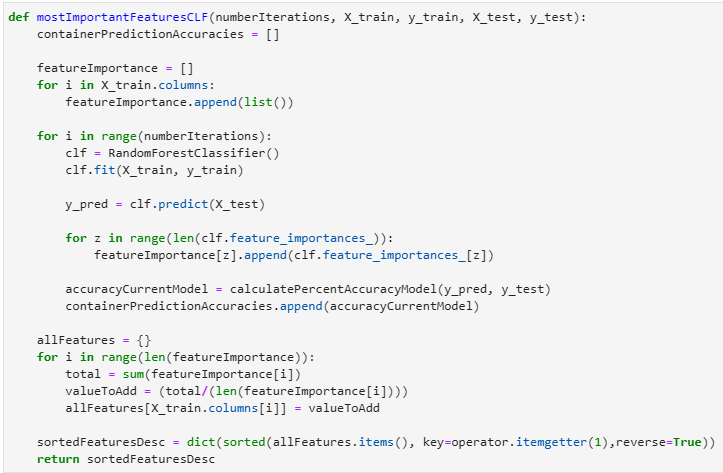 def mostImportantFeaturesCLF(numberIterations, X_train, y_train, X_test, y_test):
    containerPredictionAccuracies = []

    featureImportance = []
    for i in X_train.columns:
        featureImportance.append(list())

    for i in range(numberIterations):
        clf = RandomForestClassifier()
        clf.fit(X_train, y_train)

        y_pred = clf.predict(X_test)

        for z in range(len(clf.feature_importances_)):
            featureImportance[z].append(clf.feature_importances_[z])

        accuracyCurrentModel = calculatePercentAccuracyModel(y_pred, y_test)
        containerPredictionAccuracies.append(accuracyCurrentModel)

    allFeatures = {}
    for i in range(len(featureImportance)):
        total = sum(featureImportance[i])
        valueToAdd = (total/(len(featureImportance[i])))
        allFeatures[X_train.columns[i]] = valueToAdd

    sortedFeaturesDesc = dict(sorted(allFeatures.items(), key=operator.itemgetter(1),reverse=True))
    return sortedFeaturesDesc